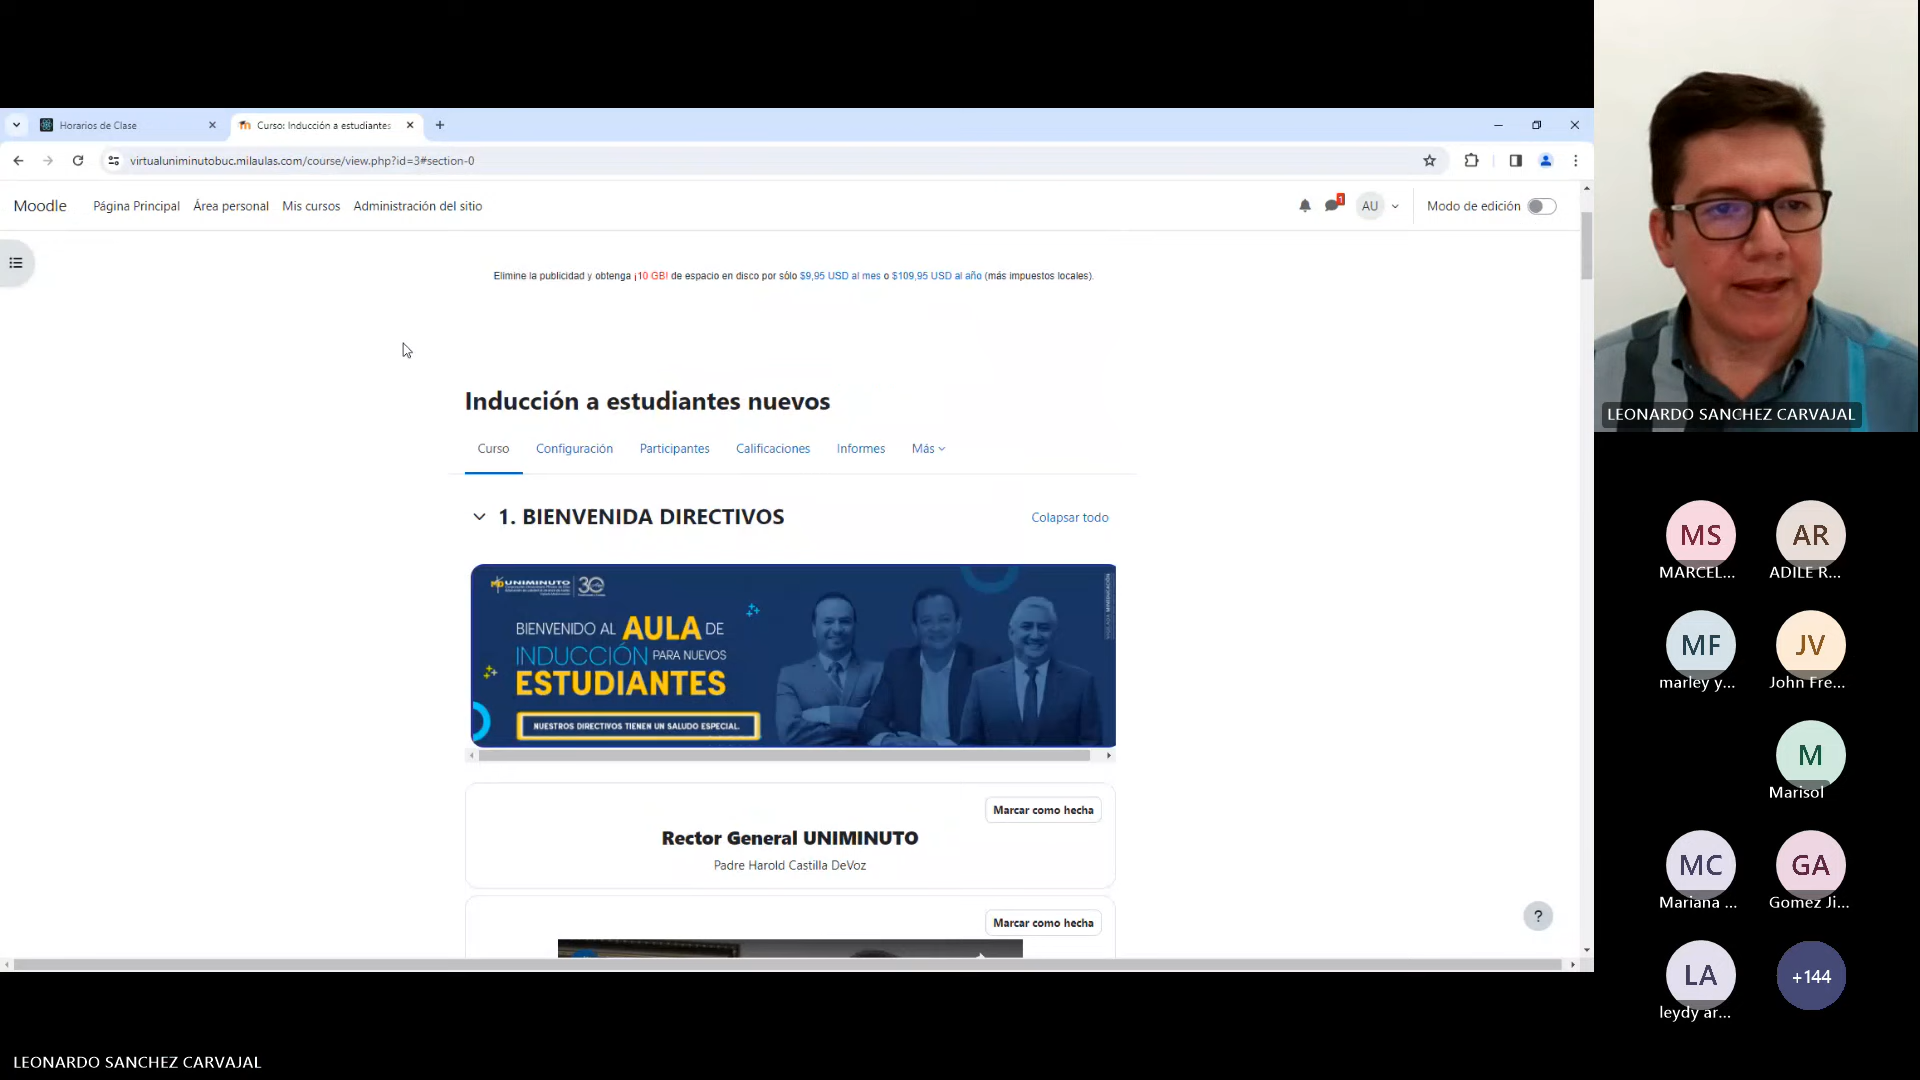 Horarios de Clase
Curso: Inducción a estudiantes
virtualuniminutobuc.milaulas.com/course/view.php?id=3#section-0
Moodle
Página Principal
Área personal
Mis cursos
Administración del sitio
1
AU
Modo de edición
Elimine la publicidad y obtenga ¡10 GB! de espacio en disco por sólo $9,95 USD al mes o $109,95 USD al año (más impuestos locales).
Inducción a estudiantes nuevos
Curso
Configuración
Participantes
Calificaciones
Informes
Más
1. BIENVENIDA DIRECTIVOS
Colapsar todo
UNIMINUTO
30
BIENVENIDO AL AULA DE
INDUCCIÓN PARA NUEVOS
ESTUDIANTES
NUESTROS DIRECTIVOS TIENEN UN SALUDO ESPECIAL.
Marcar como hecha
Rector General UNIMINUTO
Padre Harold Castilla DeVoz
Marcar como hecha
?
LEONARDO SANCHEZ CARVAJAL
MS
MARCEL...
AR
ADILE R...
MF
marley y...
JV
John Fre...
M
Marisol
MC
Mariana ...
GA
Gomez Ji...
LA
leydy ar...
+144
LEONARDO SANCHEZ CARVAJAL